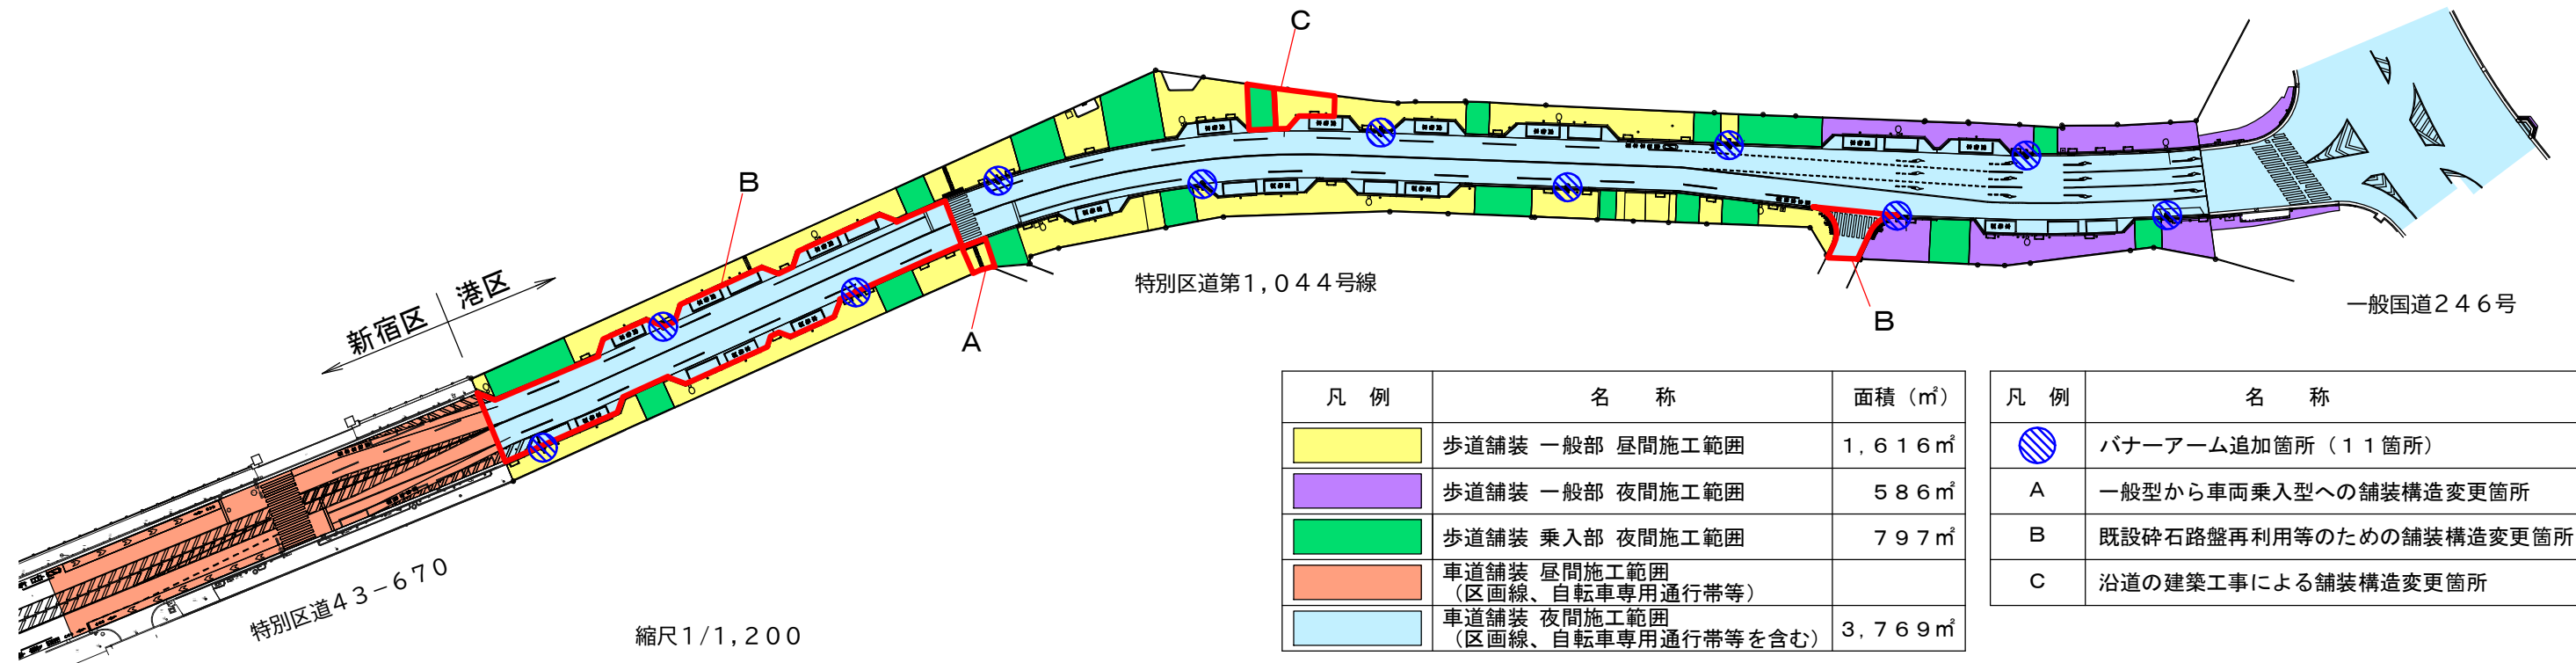 C
B
新宿区
港区
A
特別区道第1,044号線
B
一般国道246号
特別区道43-670
縮尺1/1,200
凡 例 名 称 面積(㎡)
歩道舗装 一般部 昼間施工範囲 1,616㎡
歩道舗装 一般部 夜間施工範囲 586㎡
歩道舗装 乗入部 夜間施工範囲 797㎡
車道舗装 昼間施工範囲
(区画線、自転車専用通行帯等)
車道舗装 夜間施工範囲
(区画線、自転車専用通行帯等を含む) 3,769㎡
凡 例 名 称
バナーアーム追加箇所(11箇所)
A 一般型から車両乗入型への舗装構造変更箇所
B 既設砕石路盤再利用等のための舗装構造変更箇所
C 沿道の建築工事による舗装構造変更箇所